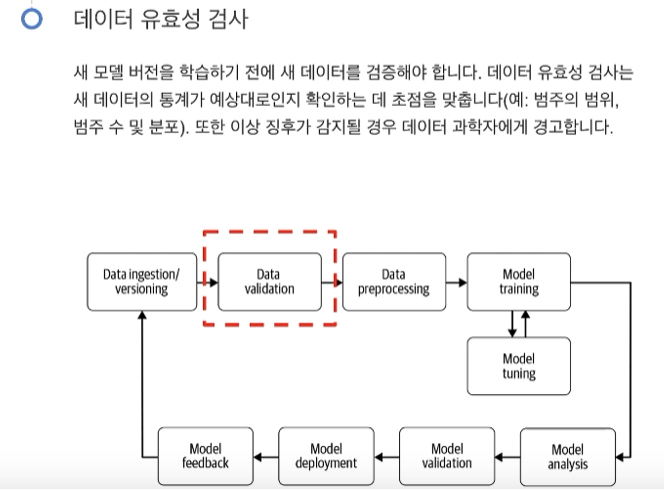 데이터 유효성 검사
새 모델 버전을 학습하기 전에 새 데이터를 검증해야 합니다. 데이터 유효성 검사는
새 데이터의 통계가 예상대로인지 확인하는 데 초점을 맞춥니다(예: 범주의 범위,
범주 수 및 분포). 또한 이상 징후가 감지될 경우 데이터 과학자에게 경고합니다.
Data ingestion/
versioning
Data
validation
Data
preprocessing
Model
training
Model
tuning
Model
feedback
Model
deployment
Model
validation
Model
analysis